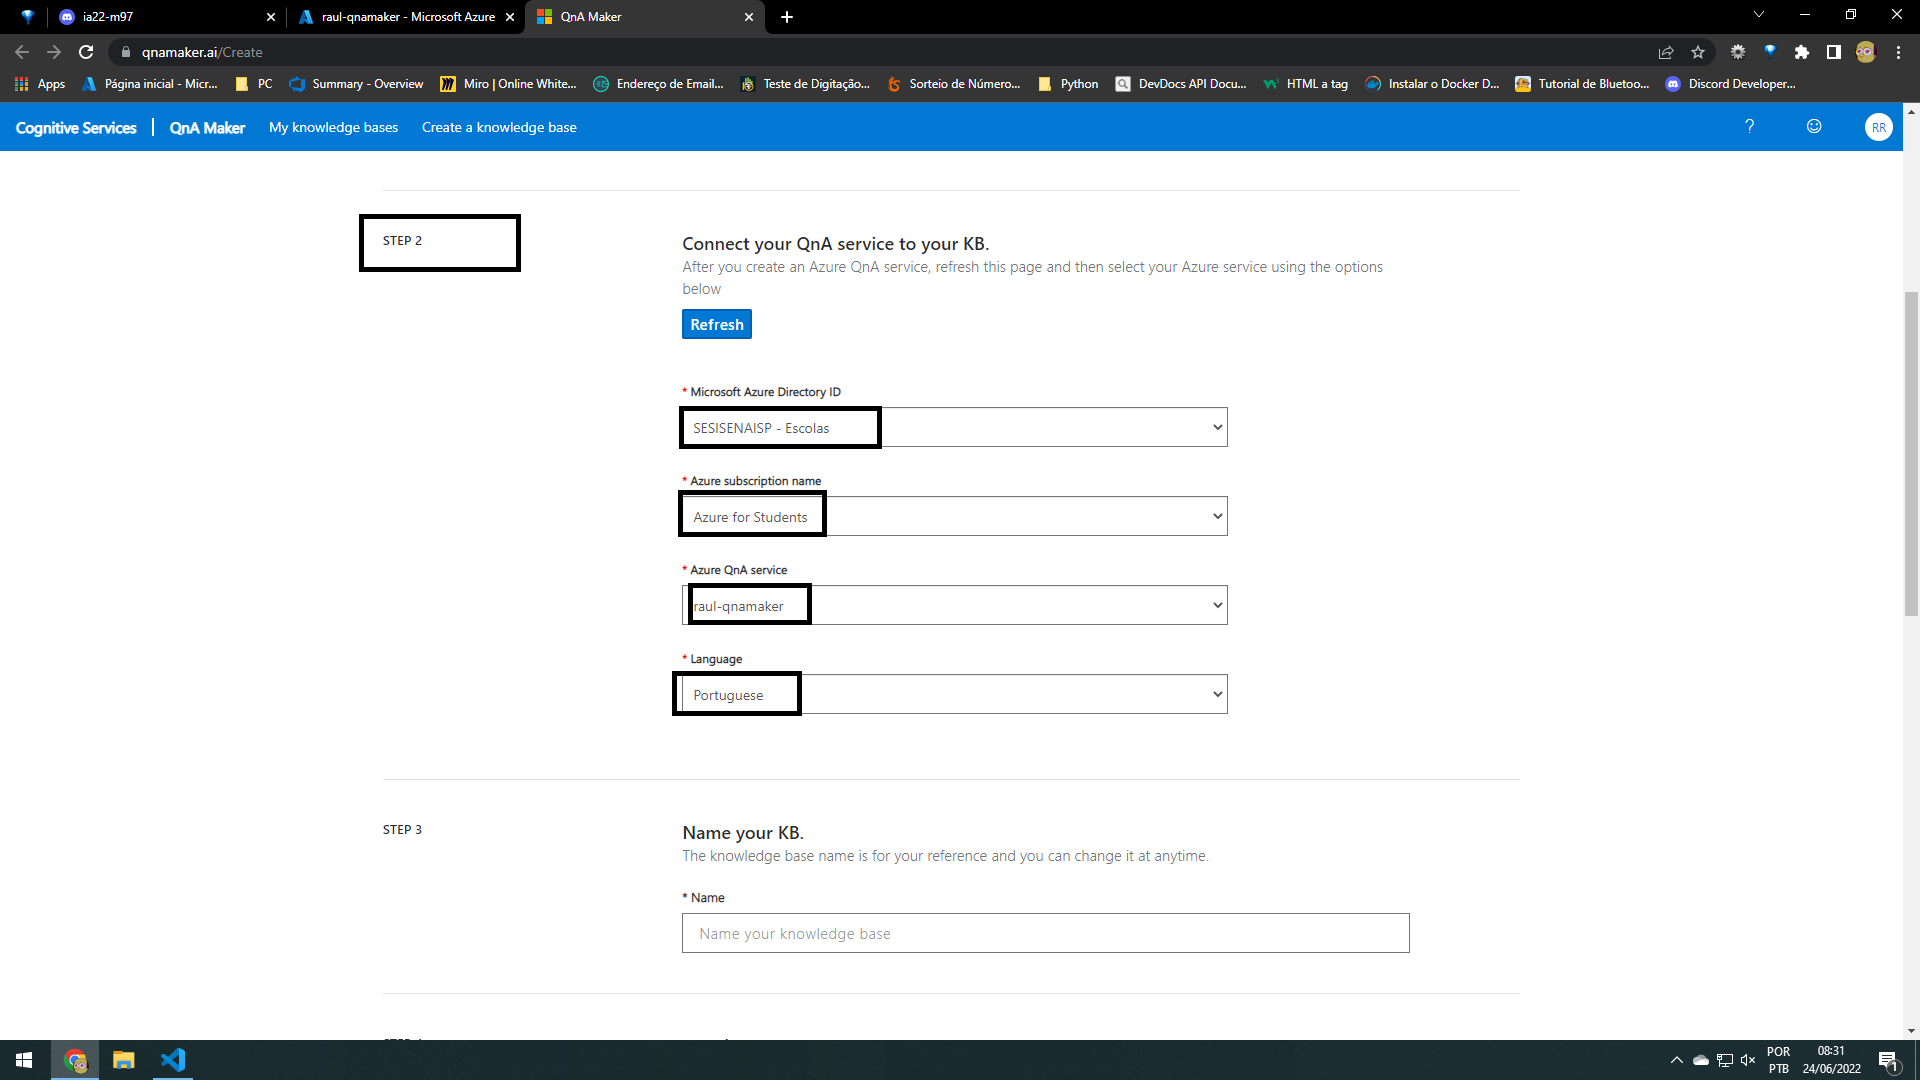 ia22-m97
raul-qnamaker - Microsoft Azure
QnA Maker
qnamaker.ai/Create
Apps
Página inicial - Micr...
PC
Summary - Overview
Miro | Online White...
Endereço de Email...
Teste de Digitação...
Sorteio de Número...
Python
DevDocs API Docu...
HTML a tag
Instalar o Docker D...
Tutorial de Bluetoo...
Discord Developer...
Cognitive Services
QnA Maker
My knowledge bases
Create a knowledge base
?
RR
STEP 2
Connect your QnA service to your KB.
After you create an Azure QnA service, refresh this page and then select your Azure service using the options
below
Refresh
* Microsoft Azure Directory ID
SESISENAISP - Escolas
* Azure subscription name
Azure for Students
* Azure QnA service
raul-qnamaker
* Language
Portuguese
STEP 3
Name your KB.
The knowledge base name is for your reference and you can change it at anytime.
* Name
Name your knowledge base
POR
PTB
08:31
24/06/2022
1